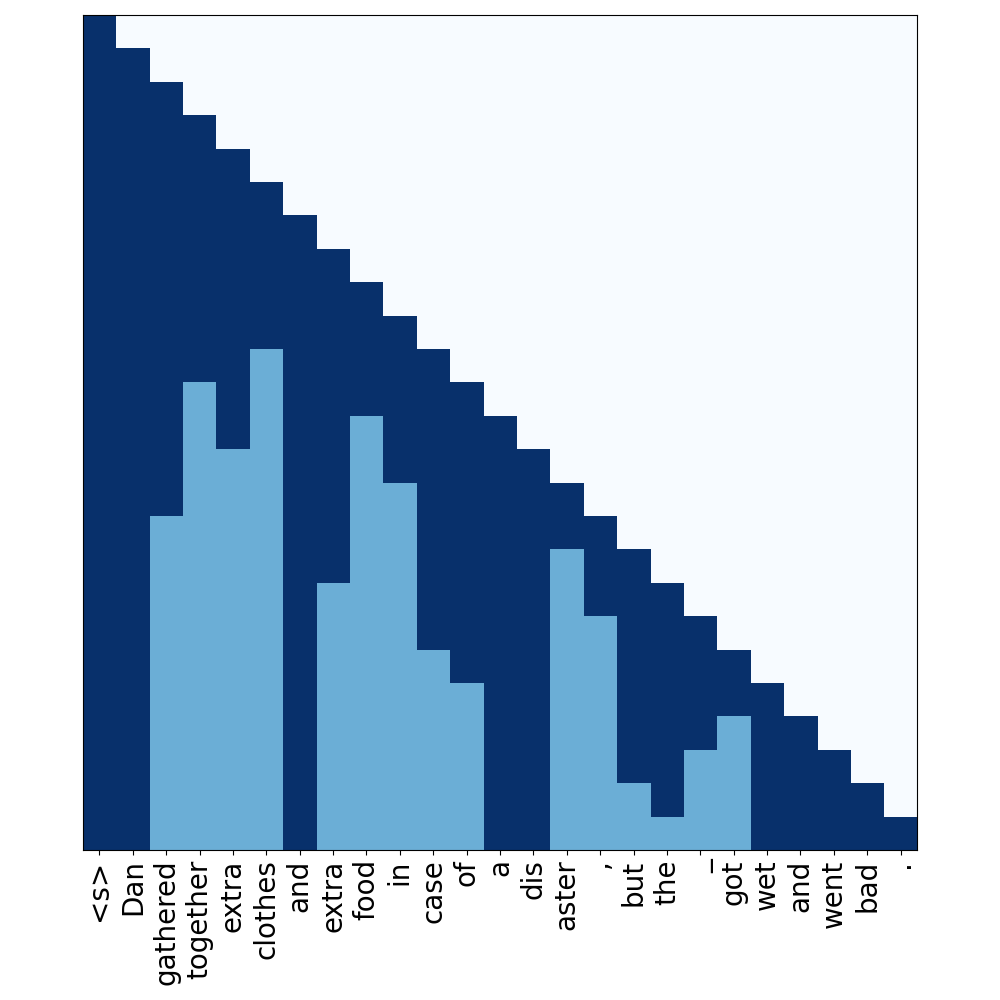 <s> Dan gathered together extra clothes and extra food in case of a dis aster , but the _ got wet and went bad .